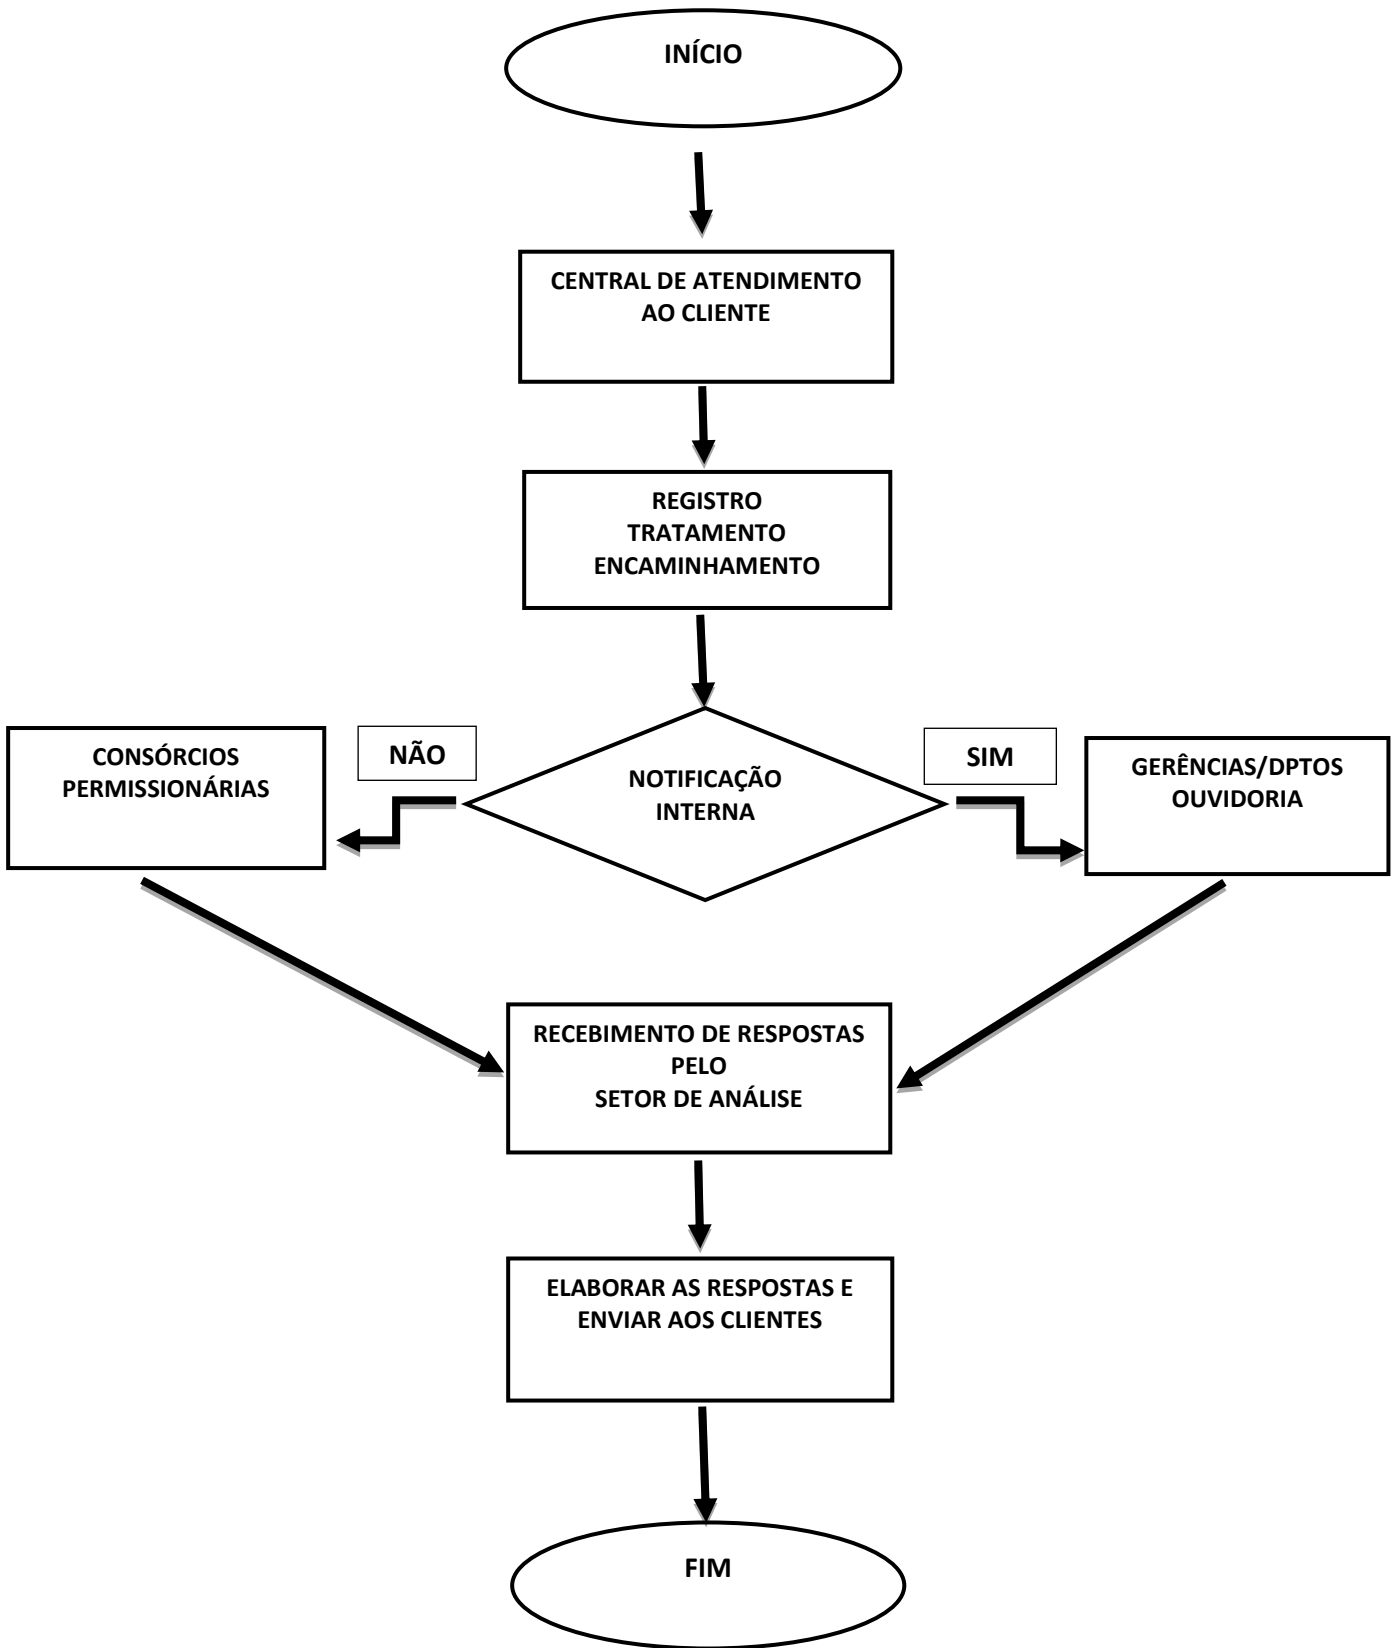 INÍCIO
CENTRAL DE ATENDIMENTO
AO CLIENTE
REGISTRO
TRATAMENTO
ENCAMINHAMENTO
NOTIFICAÇÃO
INTERNA
NÃO
CONSÓRCIOS
PERMISSIONÁRIAS
SIM
GERÊNCIAS/DPTOS
OUVIDORIA
RECEBIMENTO DE RESPOSTAS
PELO
SETOR DE ANÁLISE
ELABORAR AS RESPOSTAS E
ENVIAR AOS CLIENTES
FIM